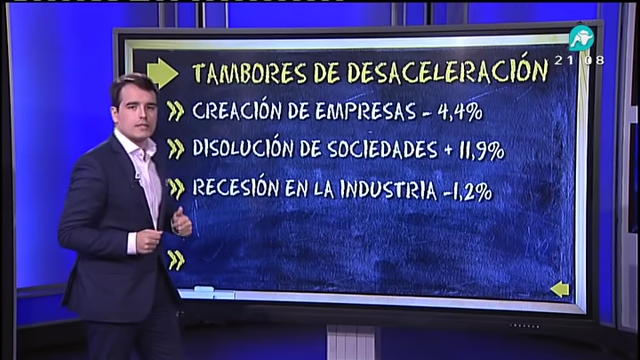 21:08
TAMBORES DE DESACELERACIÓN
CREACIÓN DE EMPRESAS – 4,4%
DISOLUCIÓN DE SOCIEDADES + 11,9%
RECESIÓN EN LA INDUSTRIA –1,2%